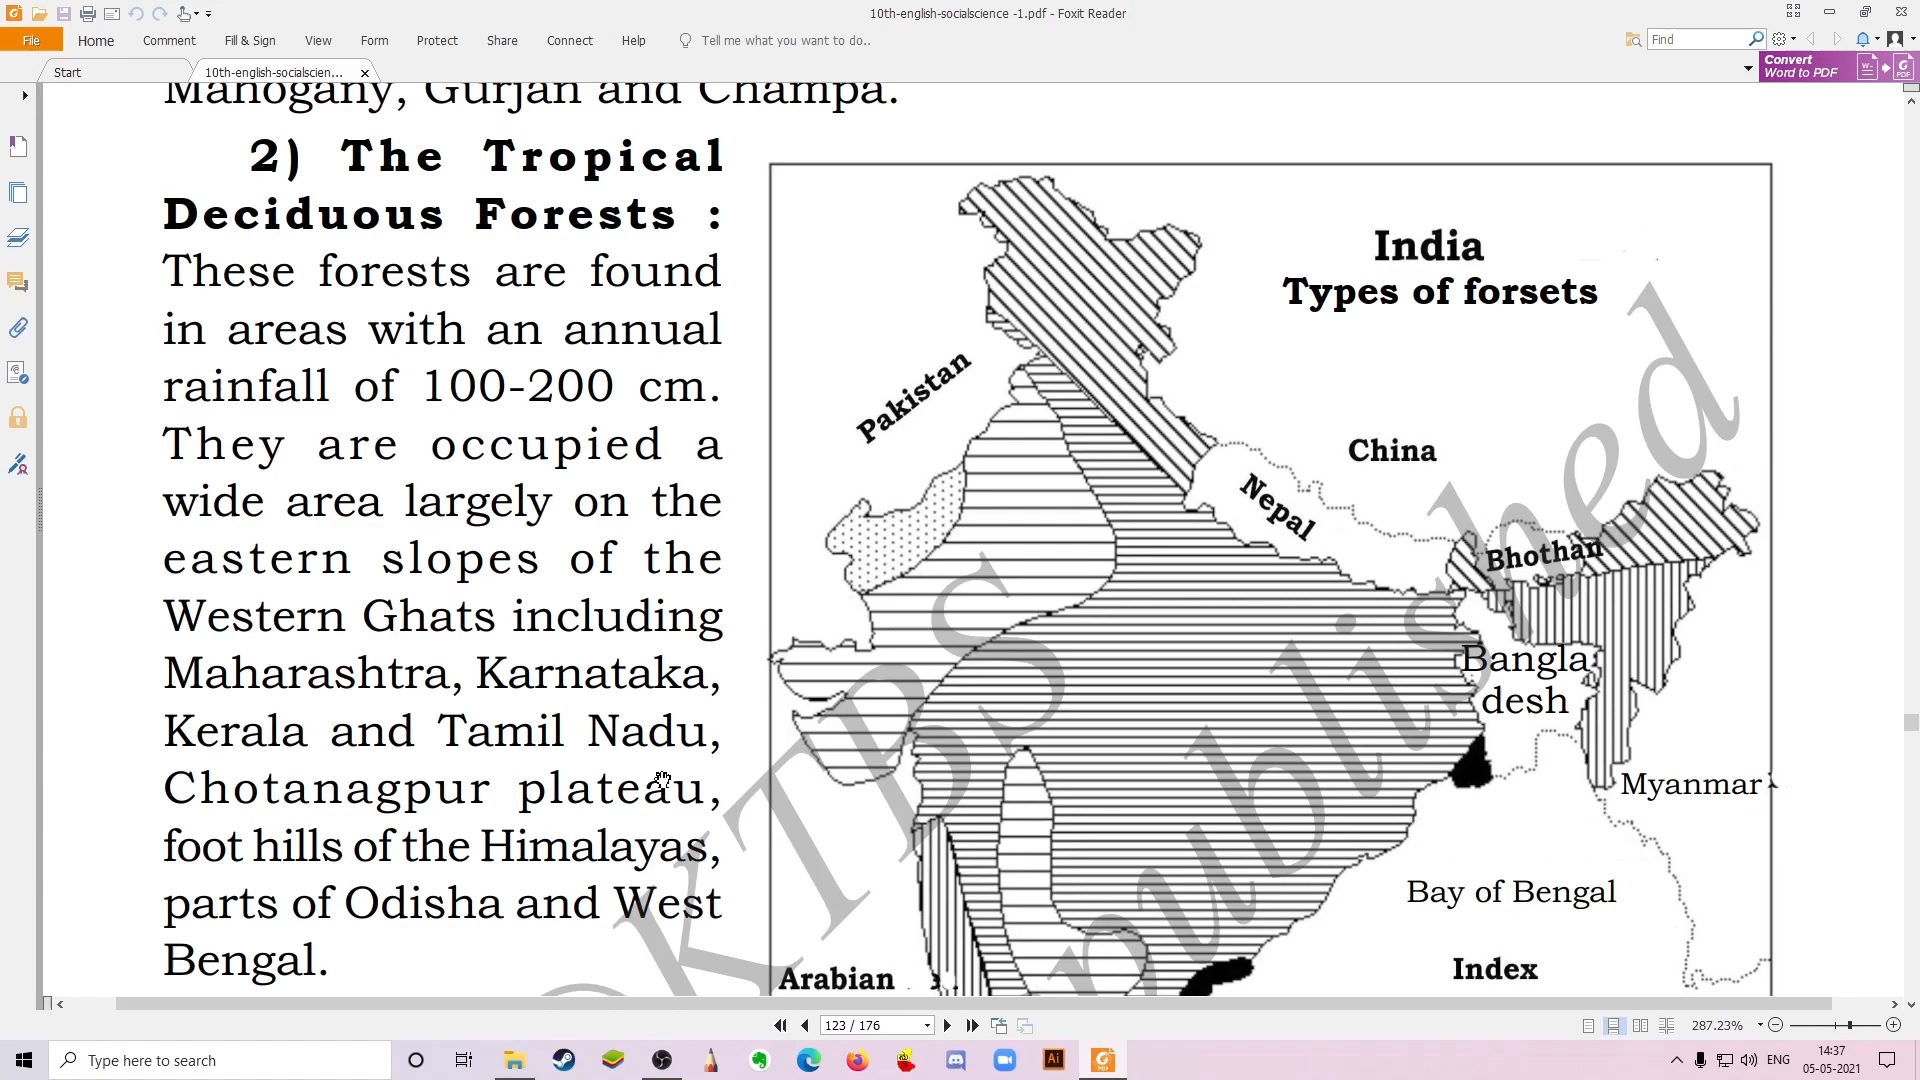 10th-english-socialscience -1.pdf - Foxit Reader
File Home Comment Fill & Sign View Form Protect Share Connect Help Tell me what you want to do.. Find
Start 10th-english-socialscien...
Convert
Word to PDF
Mahogany, Gurjan and Champa.
2) The Tropical
Deciduous Forests :
These forests are found
in areas with an annual
rainfall of 100-200 cm.
They are occupied a
wide area largely on the
eastern slopes of the
Western Ghats including
Maharashtra, Karnataka,
Kerala and Tamil Nadu,
Chotanagpur plateau,
foot hills of the Himalayas,
parts of Odisha and West
Bengal.
India
Types of forsets
Pakistan
China
Nepal
Bhothan
Bangla
desh
Myanmar
Bay of Bengal
Arabian
Index
KTBS
published
123 / 176
287.23%
Type here to search
Ai
ENG
14:37
05-05-2021